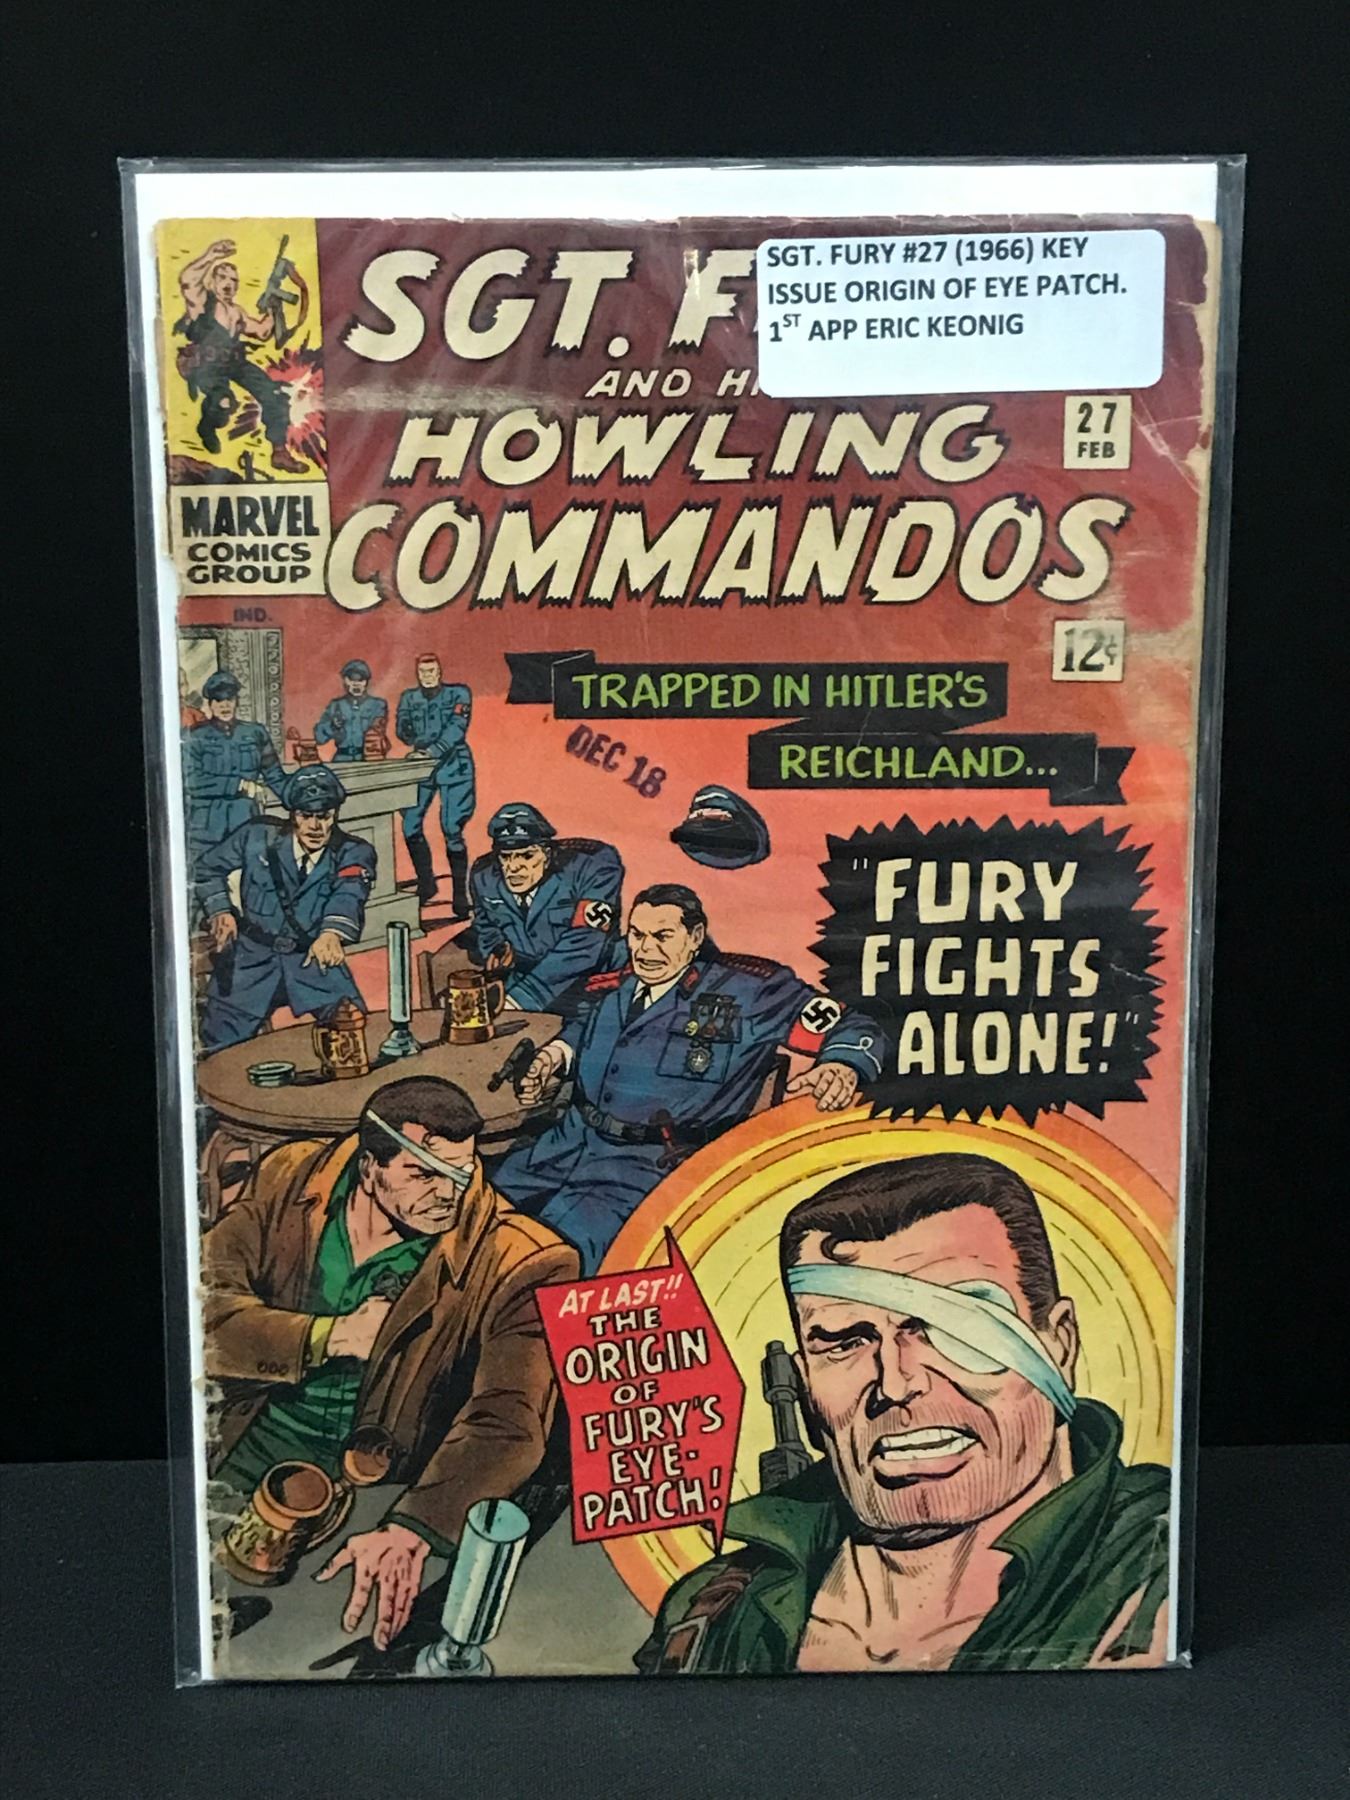 SGT. FURY #27 (1966) KEY
ISSUE ORIGIN OF EYE PATCH.
1ST APP ERIC KEONIG
SGT. F
AND HI
HOWLING
COMMANDOS
27
FEB
MARVEL
COMICS
GROUP
IND.
12¢
TRAPPED IN HITLER'S
REICHLAND...
DEC 18
"FURY
FIGHTS
ALONE!"
AT LAST!!
THE
ORIGIN
OF
FURY'S
EYE-
PATCH!